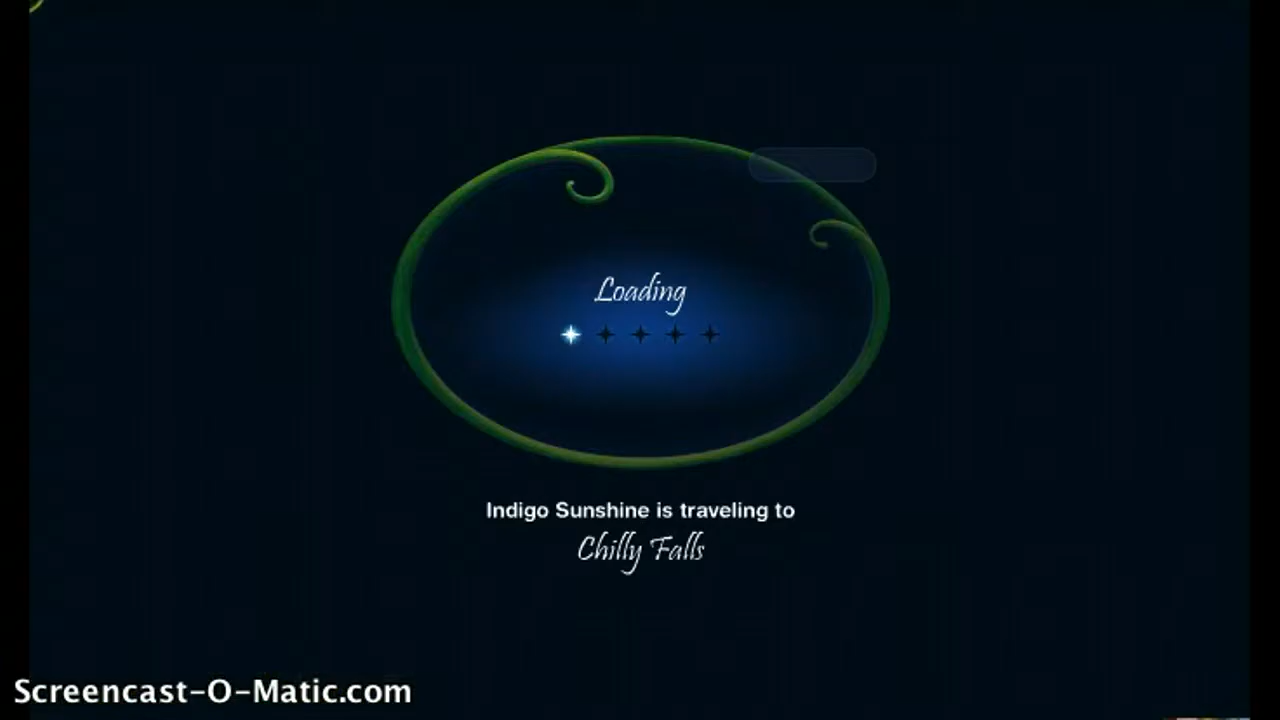 Loading
Indigo Sunshine is traveling to
Chilly Falls
Screencast-O-Matic.com